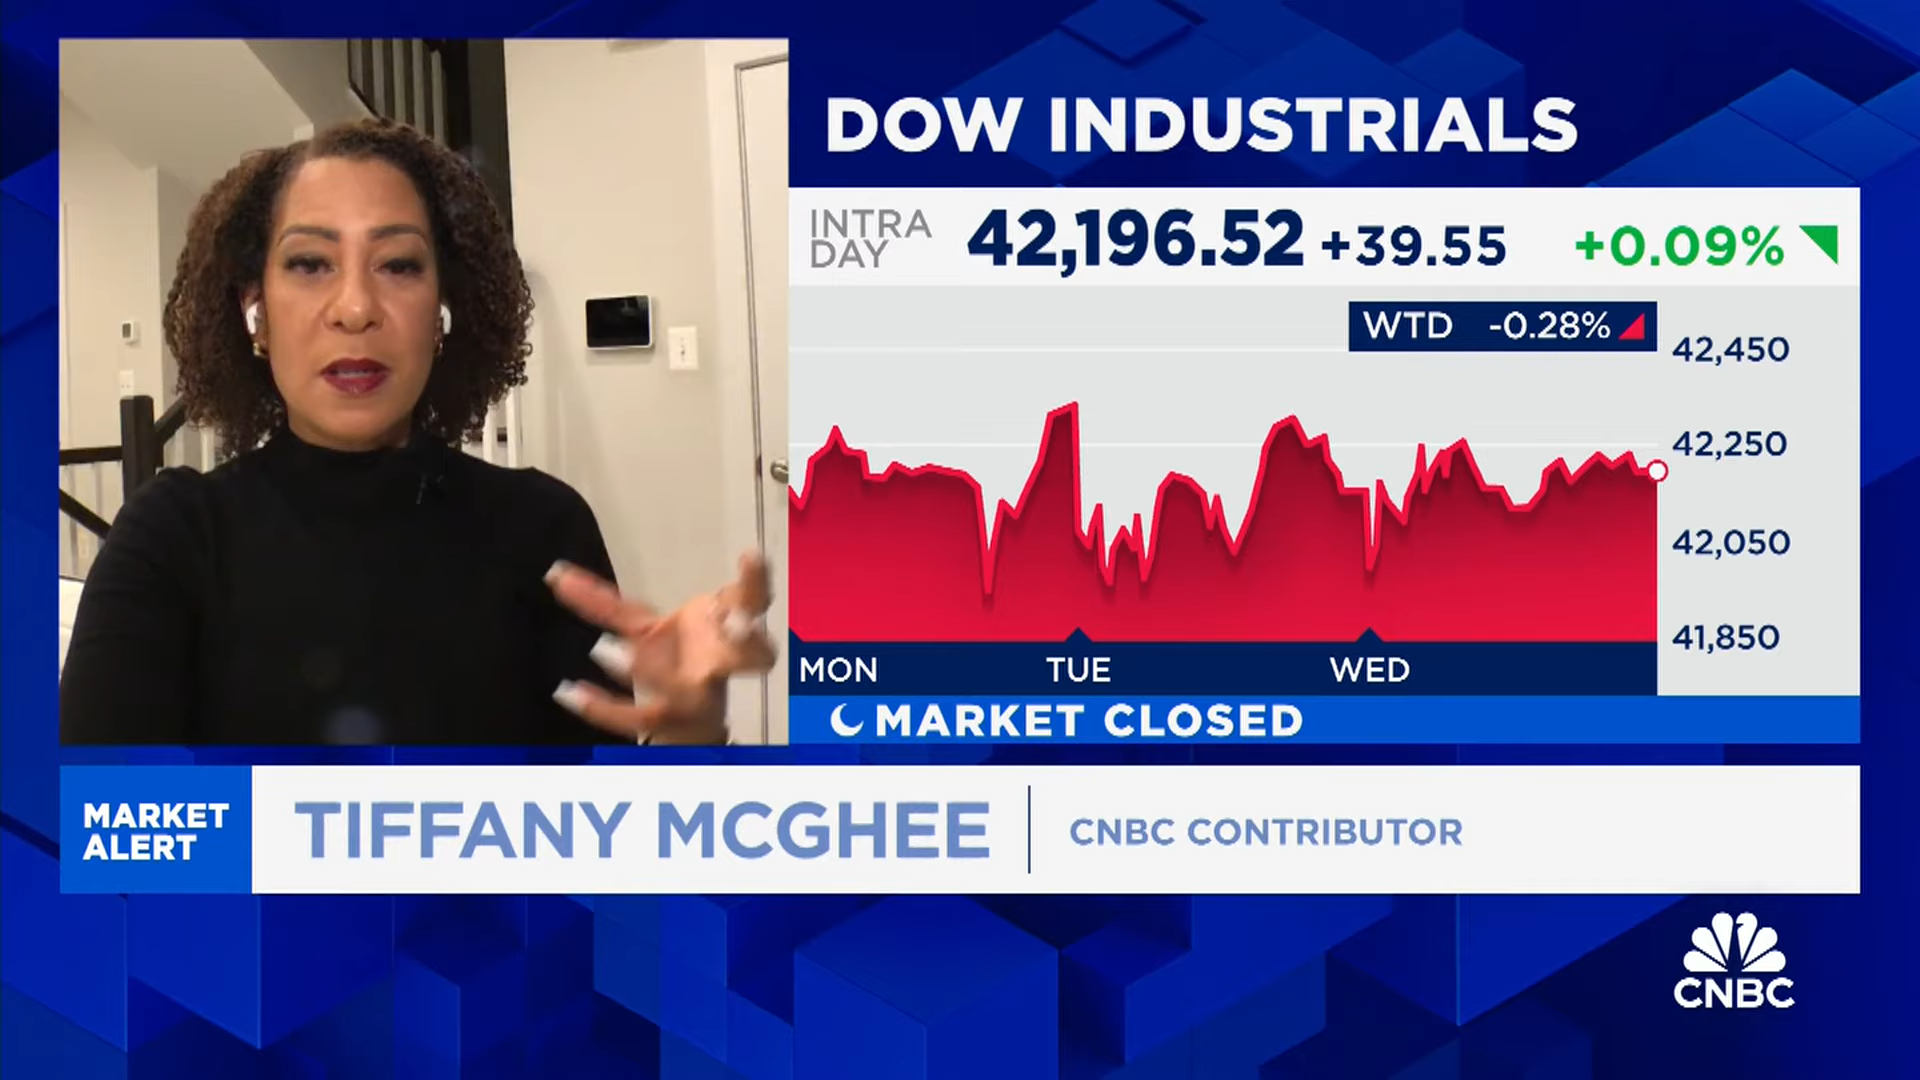 DOW INDUSTRIALS
INTRA
DAY
42,196.52 +39.55 +0.09%
WTD -0.28%
42,450
42,250
42,050
41,850
MON TUE WED
MARKET CLOSED
MARKET
ALERT
TIFFANY MCGHEE
CNBC CONTRIBUTOR
CNBC